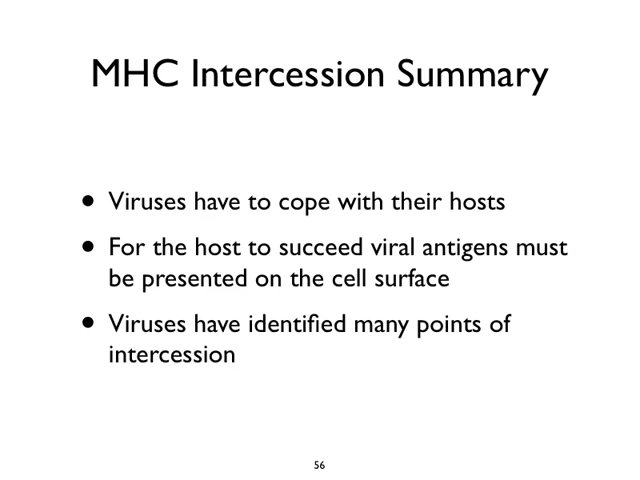 MHC Intercession Summary
• Viruses have to cope with their hosts
• For the host to succeed viral antigens must
be presented on the cell surface
• Viruses have identified many points of
intercession
56